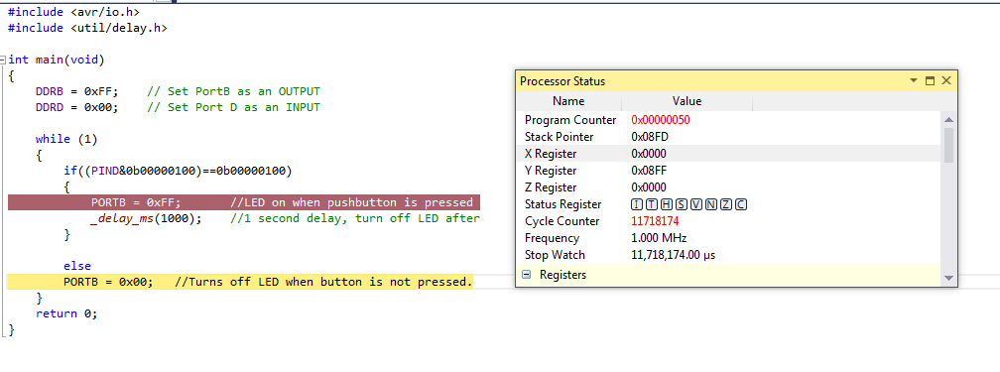 #include <avr/io.h>
#include <util/delay.h>
int main(void)
{
DDRB = 0xFF; // Set PortB as an OUTPUT
DDRD = 0x00; // Set Port D as an INPUT
while (1)
{
if((PIND&0b00000100)==0b00000100)
{
PORTB = 0xFF; //LED on when pushbutton is pressed
_delay_ms(1000); //1 second delay, turn off LED after
}
else
PORTB = 0x00; //Turns off LED when button is not pressed.
}
return 0;
}
Processor Status
Name Value
Program Counter 0x00000050
Stack Pointer 0x08FD
X Register 0x0000
Y Register 0x08FF
Z Register 0x0000
Status Register I T H S V N Z C
Cycle Counter 11718174
Frequency 1.000 MHz
Stop Watch 11,718,174.00 µs
Registers